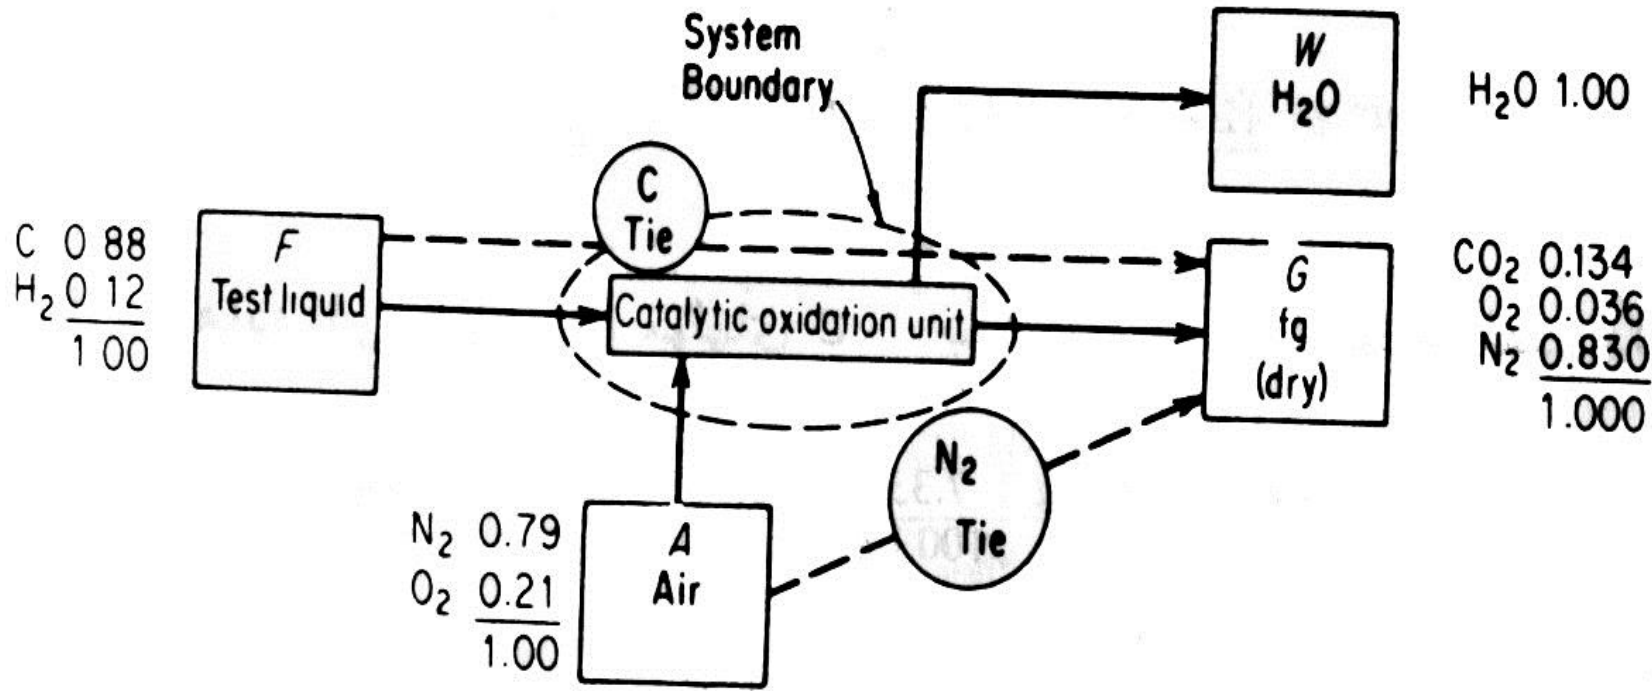 System
Boundary
W
H₂O
H₂O 1.00
C
Tie
C 0 88
H₂ 0 12
1 00
F
Test liquid
Catalytic oxidation unit
G
fg
(dry)
CO₂ 0.134
O₂ 0.036
N₂ 0.830
1.000
N₂
Tie
N₂ 0.79
O₂ 0.21
1.00
A
Air